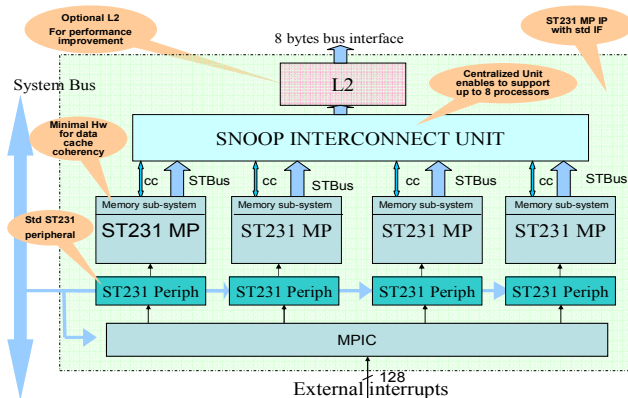 Optional L2
For performance
improvement
8 bytes bus interface
ST231 MP IP
with std IF
System Bus
L2
Centralized Unit
enables to support
up to 8 processors
Minimal Hw
for data
cache
coherency
SNOOP INTERCONNECT UNIT
cc
STBus
cc
STBus
cc
STBus
cc
STBus
Memory sub-system
Memory sub-system
Memory sub-system
Memory sub-system
ST231 MP
ST231 MP
ST231 MP
ST231 MP
Std ST231
peripheral
ST231 Periph
ST231 Periph
ST231 Periph
ST231 Periph
MPIC
128
External interrupts